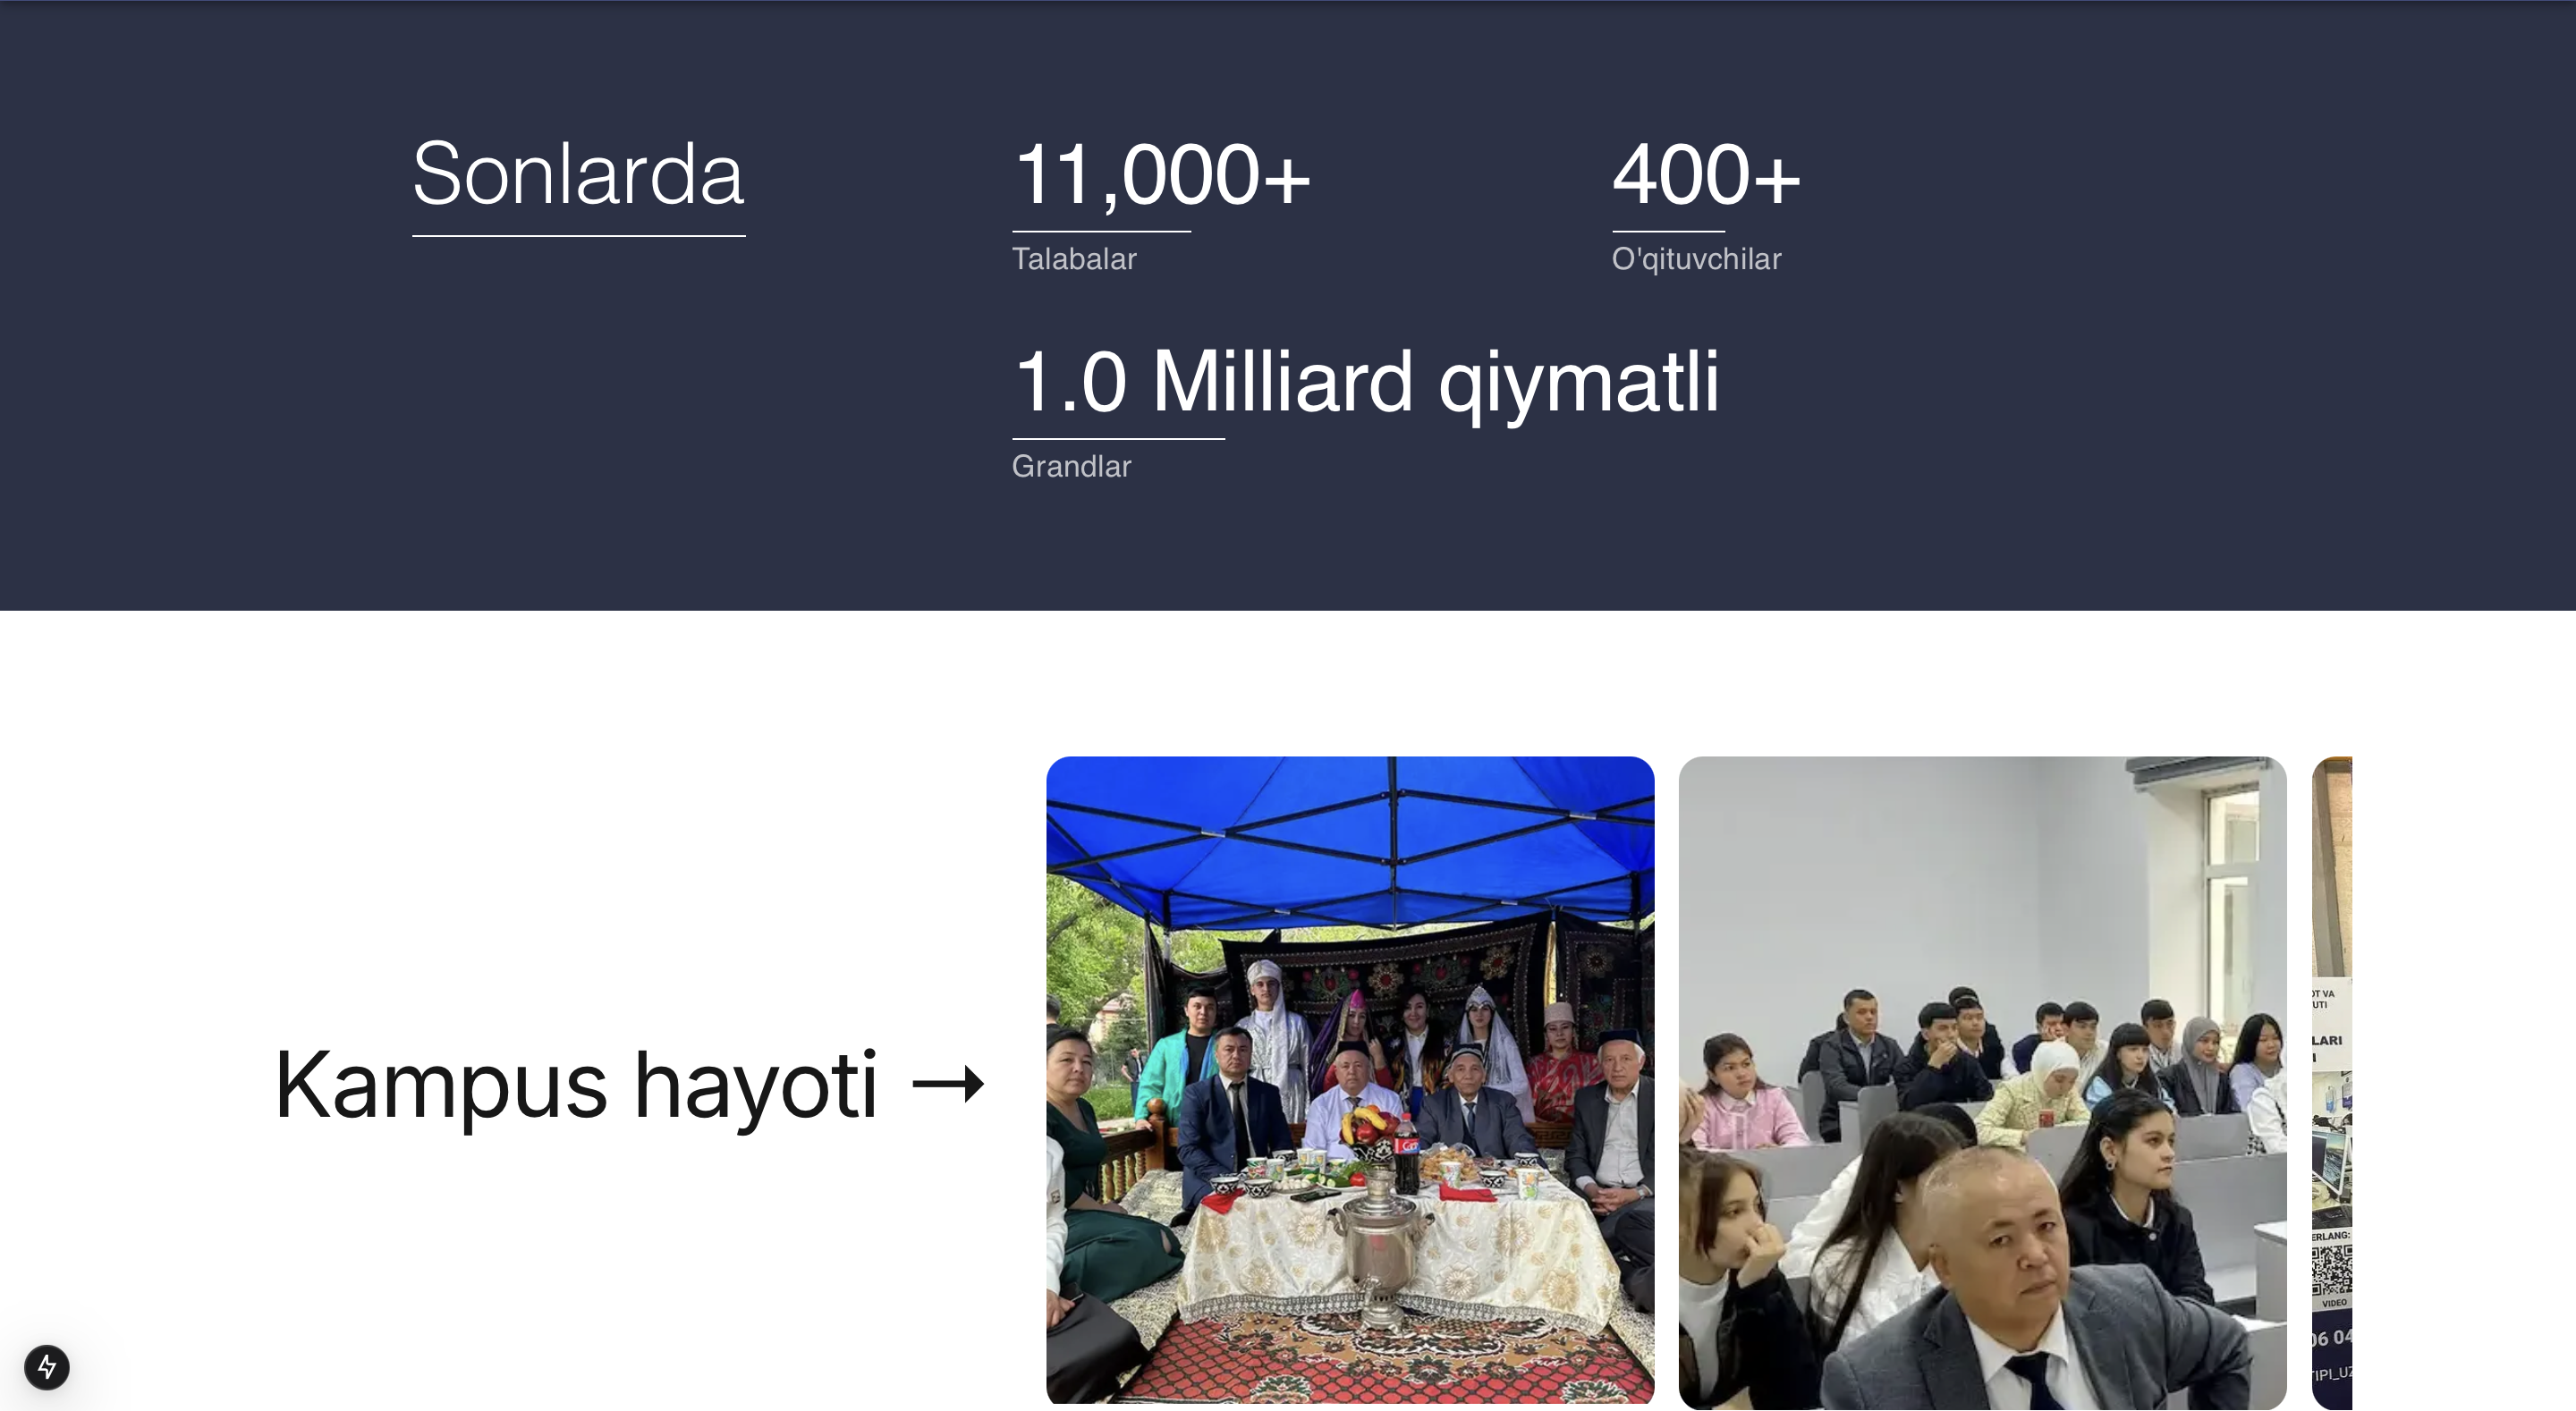 Sonlarda
11,000+
Talabalar
400+
O'qituvchilar
1.0 Milliard qiymatli
Grandlar
Kampus hayoti →
OT VA
UTI
LARI
ERLANG:
VIDEO
06 04
TIPI_UZ